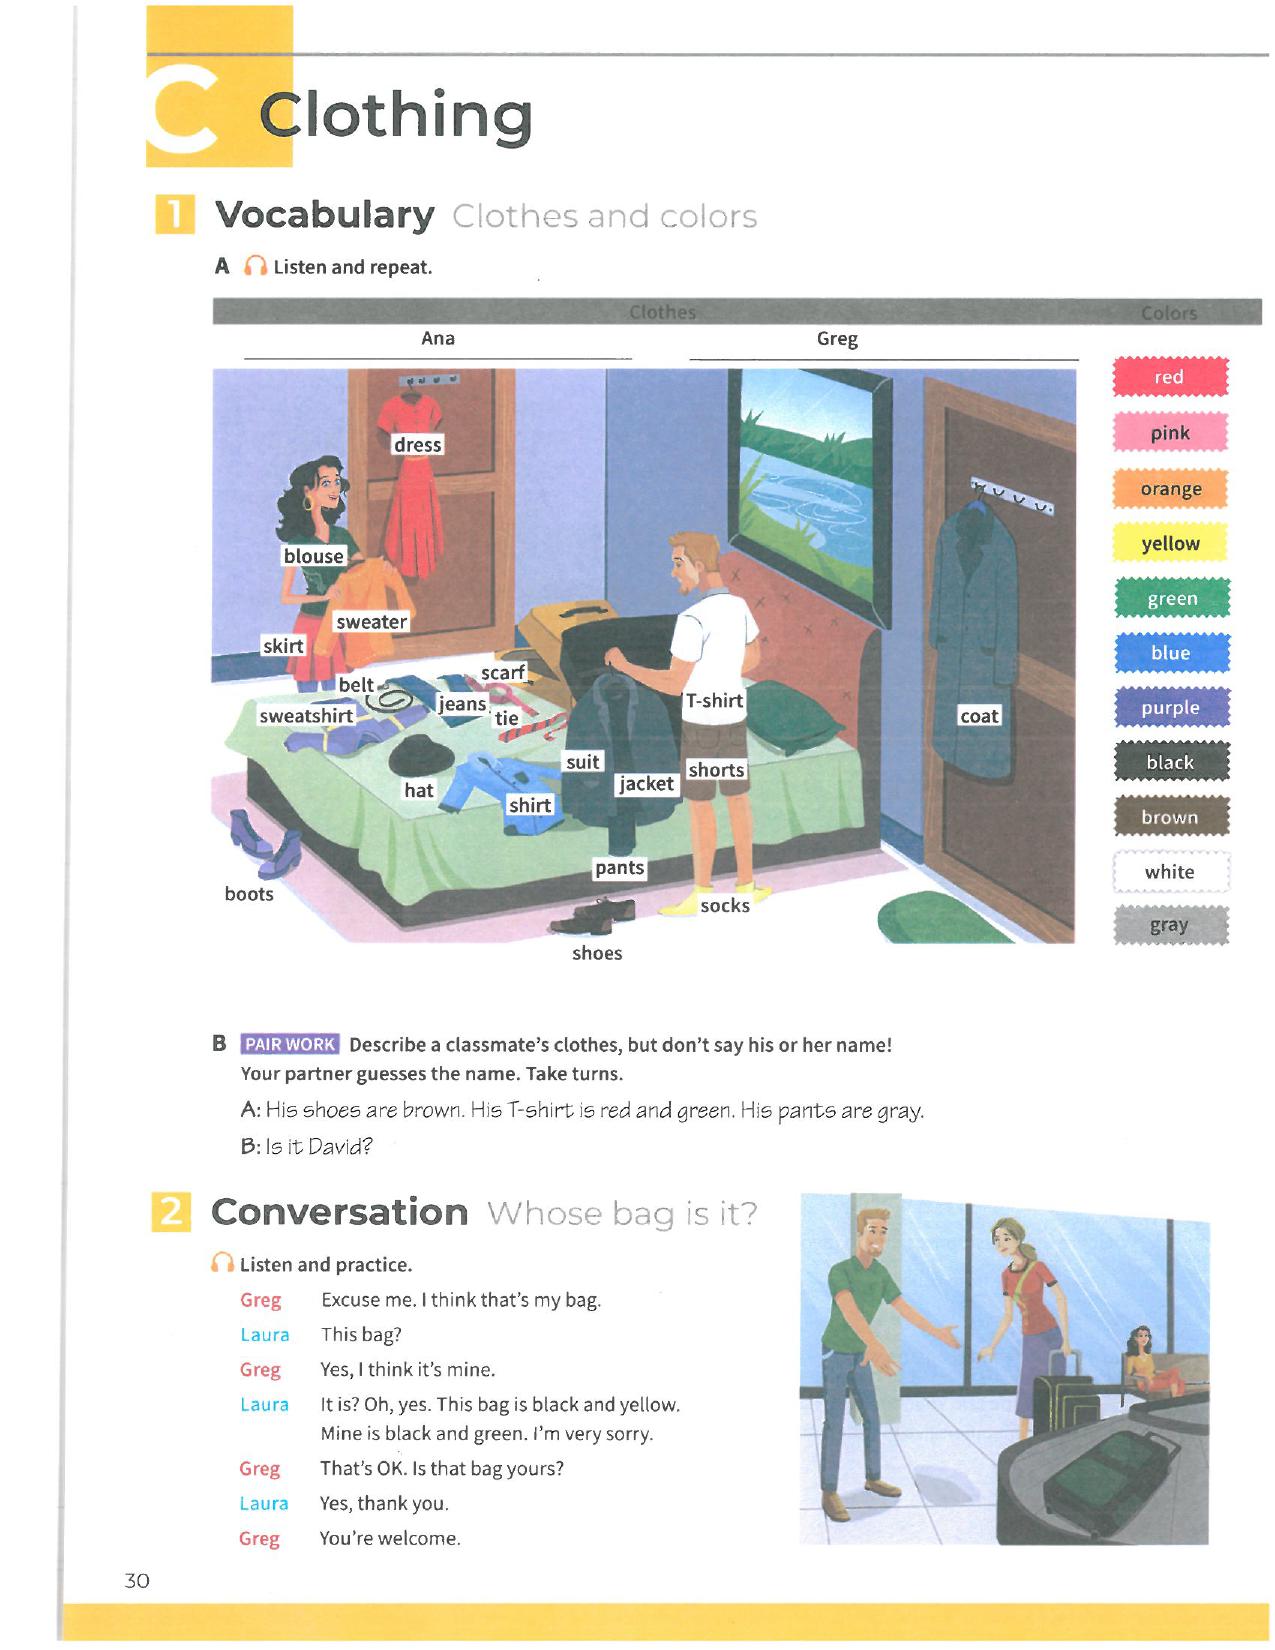 C Clothing
1 Vocabulary Clothes and colors
A Listen and repeat.
Clothes Colors
Ana Greg
red
pink
orange
yellow
green
blue
purple
black
brown
white
gray
dress
blouse
sweater
skirt
scarf
belt
jeans
sweatshirt
tie
T-shirt
coat
suit
shorts
jacket
hat
shirt
pants
boots
socks
shoes
B PAIR WORK Describe a classmate's clothes, but don't say his or her name!
Your partner guesses the name. Take turns.
A: His shoes are brown. His T-shirt is red and green. His pants are gray.
B: Is it David?
2 Conversation Whose bag is it?
Listen and practice.
Greg Excuse me. I think that's my bag.
Laura This bag?
Greg Yes, I think it's mine.
Laura It is? Oh, yes. This bag is black and yellow.
Mine is black and green. I'm very sorry.
Greg That's OK. Is that bag yours?
Laura Yes, thank you.
Greg You're welcome.
30